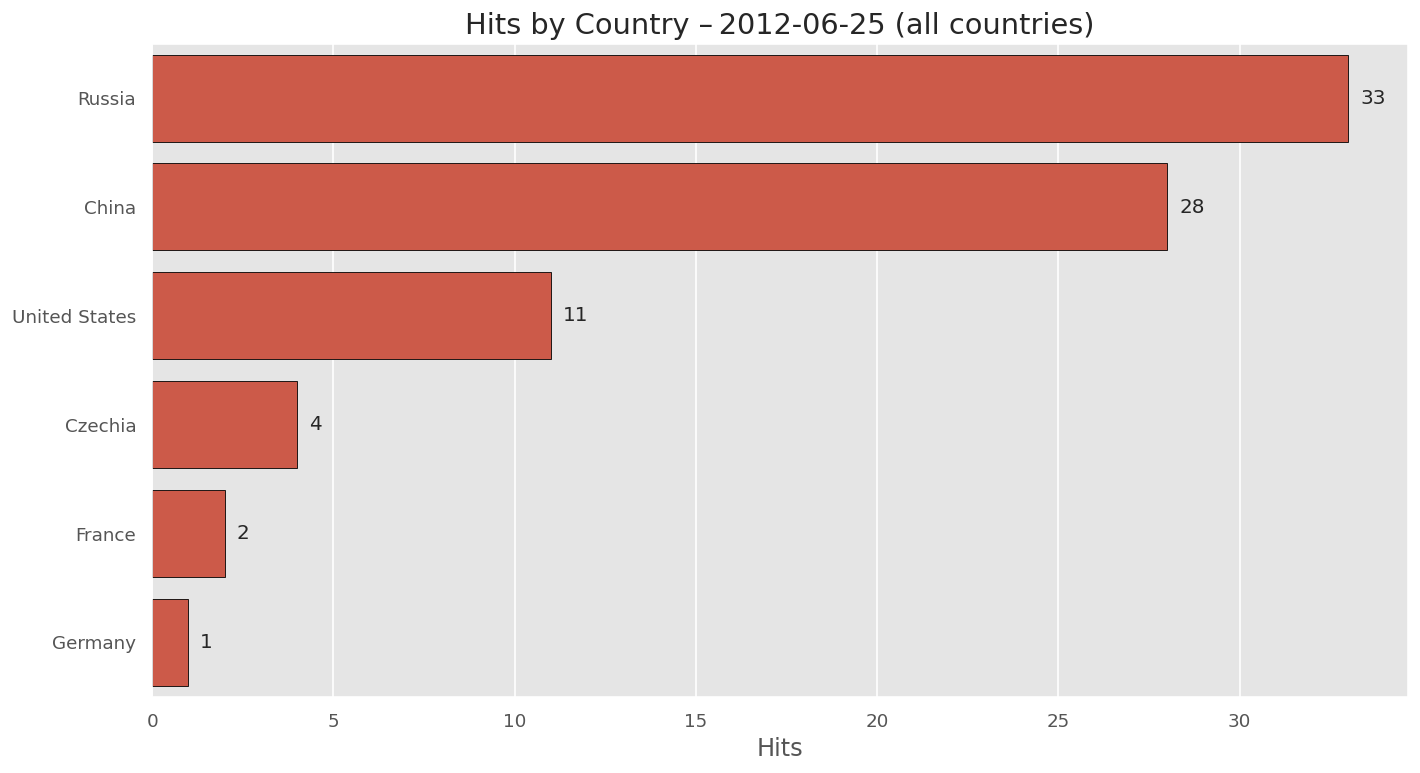 Hits by Country – 2012-06-25 (all countries)
Russia
33
China
28
United States
11
Czechia
4
France
2
Germany
1
0 5 10 15 20 25 30
Hits